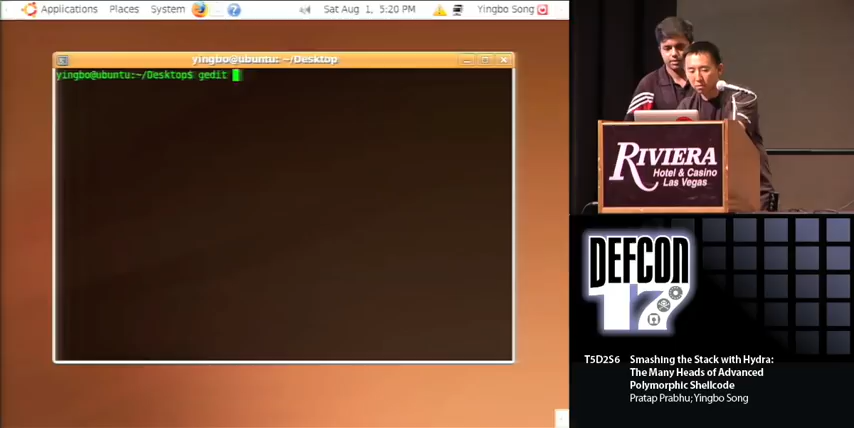 Applications Places System
Sat Aug 1, 5:20 PM
Yingbo Song
yingbo@ubuntu: ~/Desktop
yingbo@ubuntu:~/Desktop$ gedit
RIVIERA
Hotel & Casino
Las Vegas
DEFCON
17
T5D2S6 Smashing the Stack with Hydra:
The Many Heads of Advanced
Polymorphic Shellcode
Pratap Prabhu; Yingbo Song